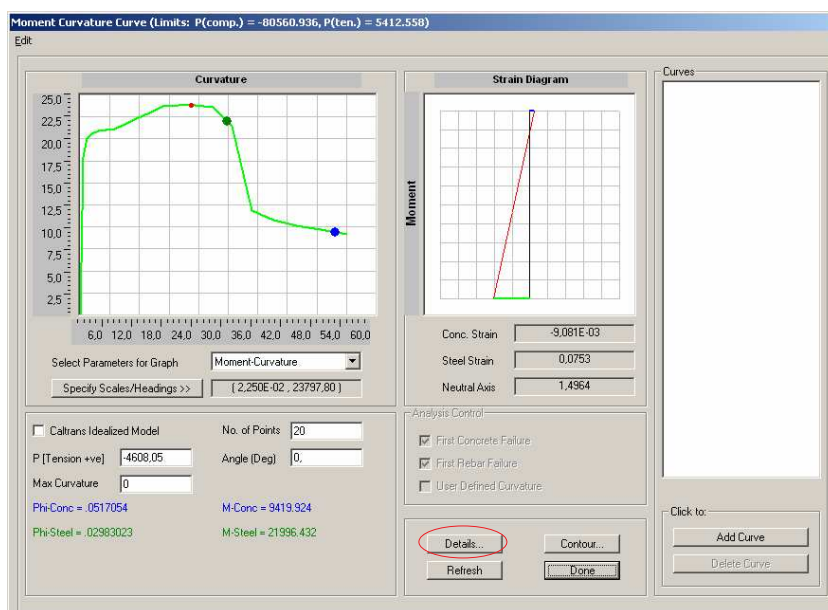 Moment Curvature Curve (Limits: P(comp.) = -80560.936, P(ten.) = 5412.558)
Edit
Curvature
25,0
22,5
20,0
17,5
15,0
12,5
10,0
7,5
5,0
2,5
6,0 12,0 18,0 24,0 30,0 36,0 42,0 48,0 54,0 60,0
Select Parameters for Graph Moment-Curvature
Specify Scales/Headings >> ( 2,250E-02 , 23797,80 )
Strain Diagram
Moment
Conc. Strain -9,081E-03
Steel Strain 0,0753
Neutral Axis 1,4964
Curves
Caltrans Idealized Model No. of Points 20
P [Tension +ve] -4608,05 Angle (Deg) 0,
Max Curvature 0
Phi-Conc = .0517054 M-Conc = 9419.924
Phi-Steel = .02983023 M-Steel = 21996.432
Analysis Control
First Concrete Failure
First Rebar Failure
User Defined Curvature
Details... Contour...
Refresh Done
Click to:
Add Curve
Delete Curve